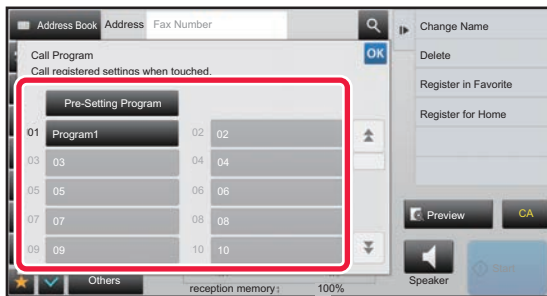 Address Book Address Fax Number
Call Program
OK
Call registered settings when touched.
Pre-Setting Program
01 Program1 02 02
03 03 04 04
05 05 06 06
07 07 08 08
09 09 10 10
Others
reception memory: 100%
Change Name
Delete
Register in Favorite
Register for Home
Preview CA
Speaker Start